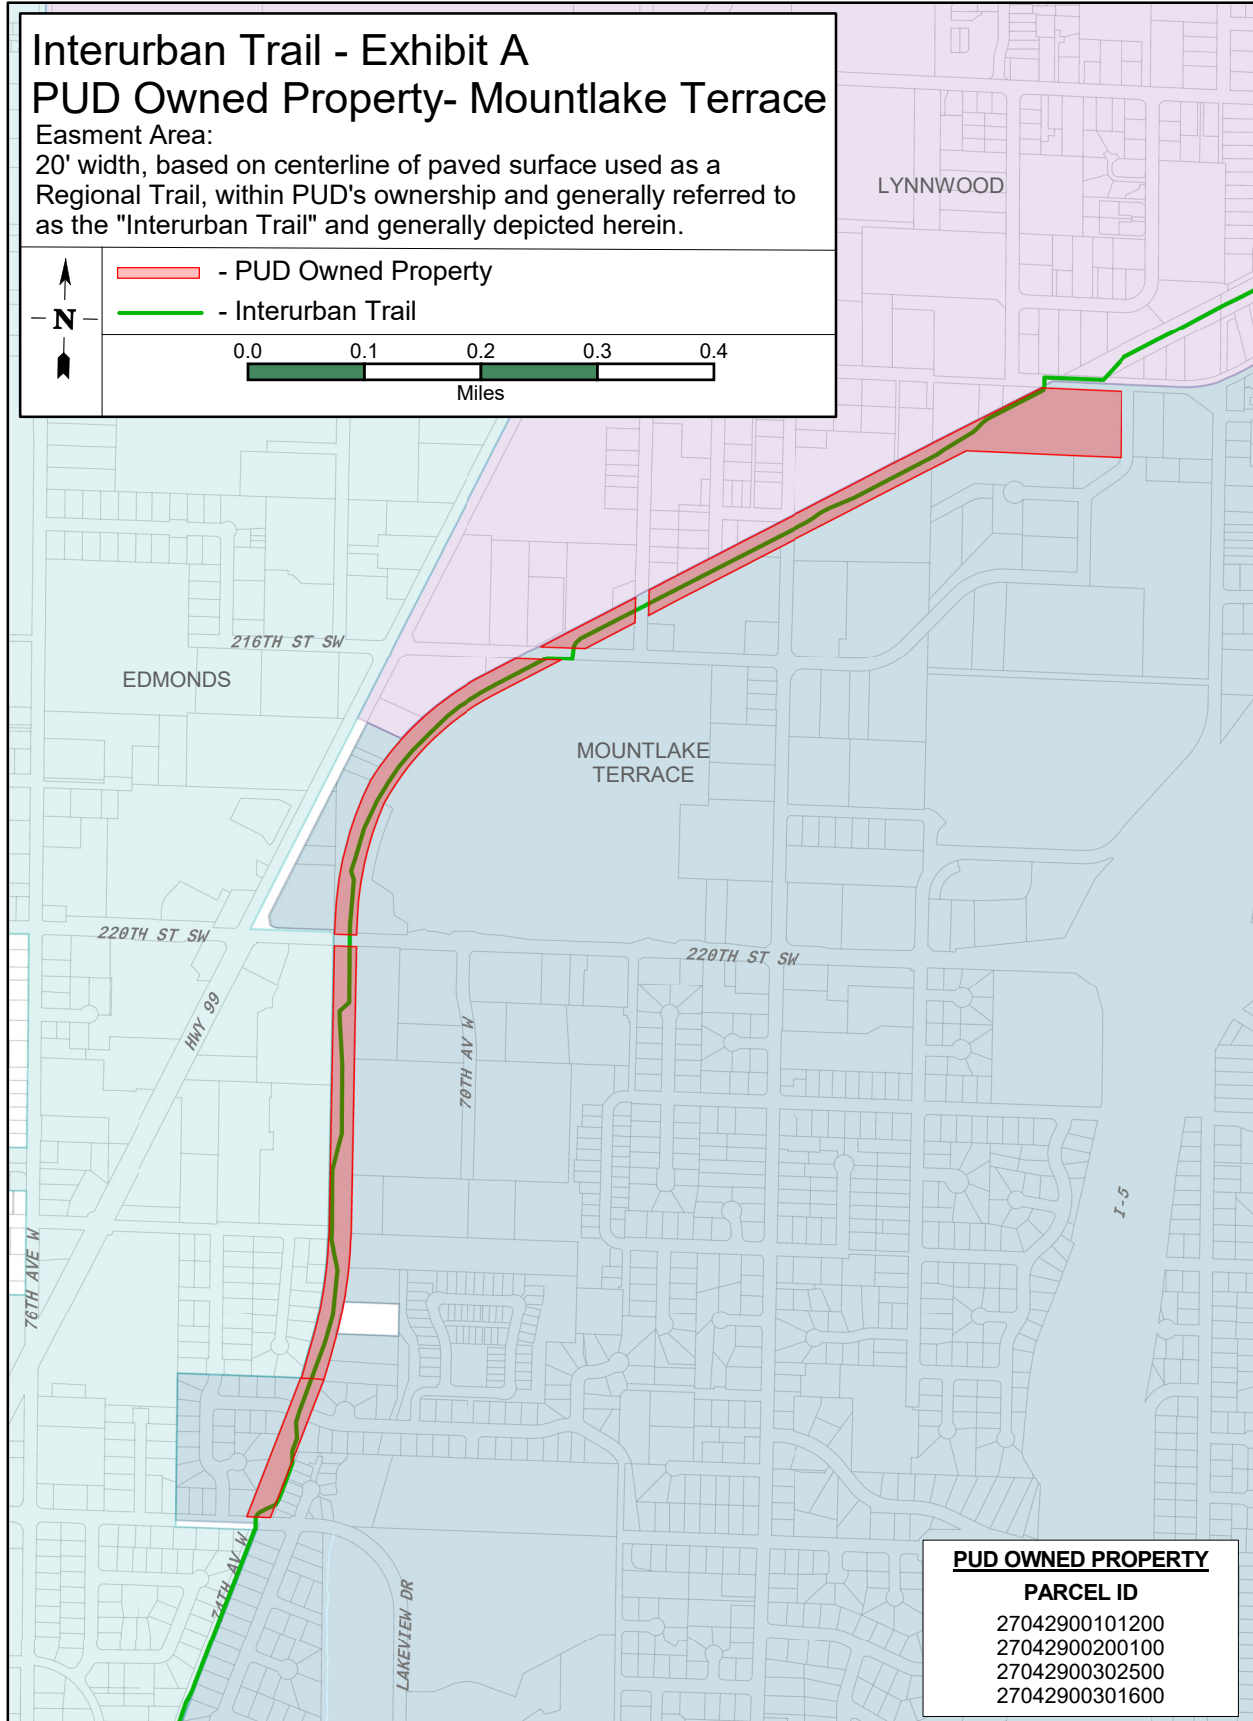 Interurban Trail - Exhibit A
PUD Owned Property- Mountlake Terrace
Easment Area:
20' width, based on centerline of paved surface used as a
Regional Trail, within PUD's ownership and generally referred to
as the "Interurban Trail" and generally depicted herein.
N
- PUD Owned Property
- Interurban Trail
0.0 0.1 0.2 0.3 0.4
Miles
LYNNWOOD
216TH ST SW
EDMONDS
MOUNTLAKE
TERRACE
220TH ST SW
220TH ST SW
HWY 99
70TH AV W
I-5
76TH AVE W
74TH AV W
LAKEVIEW DR
PUD OWNED PROPERTY
PARCEL ID
27042900101200
27042900200100
27042900302500
27042900301600